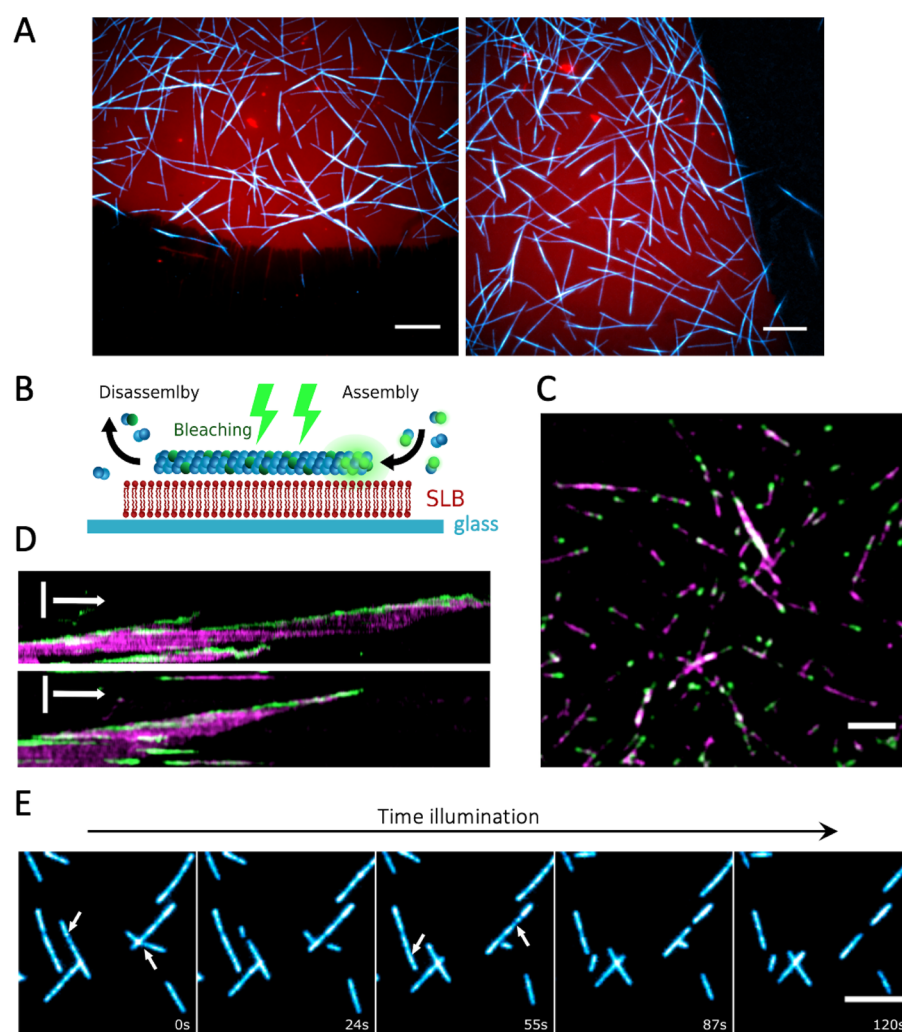 A
B
Disassemlby
Assembly
Bleaching
SLB
glass
C
D
E
Time illumination
0s
24s
55s
87s
120s